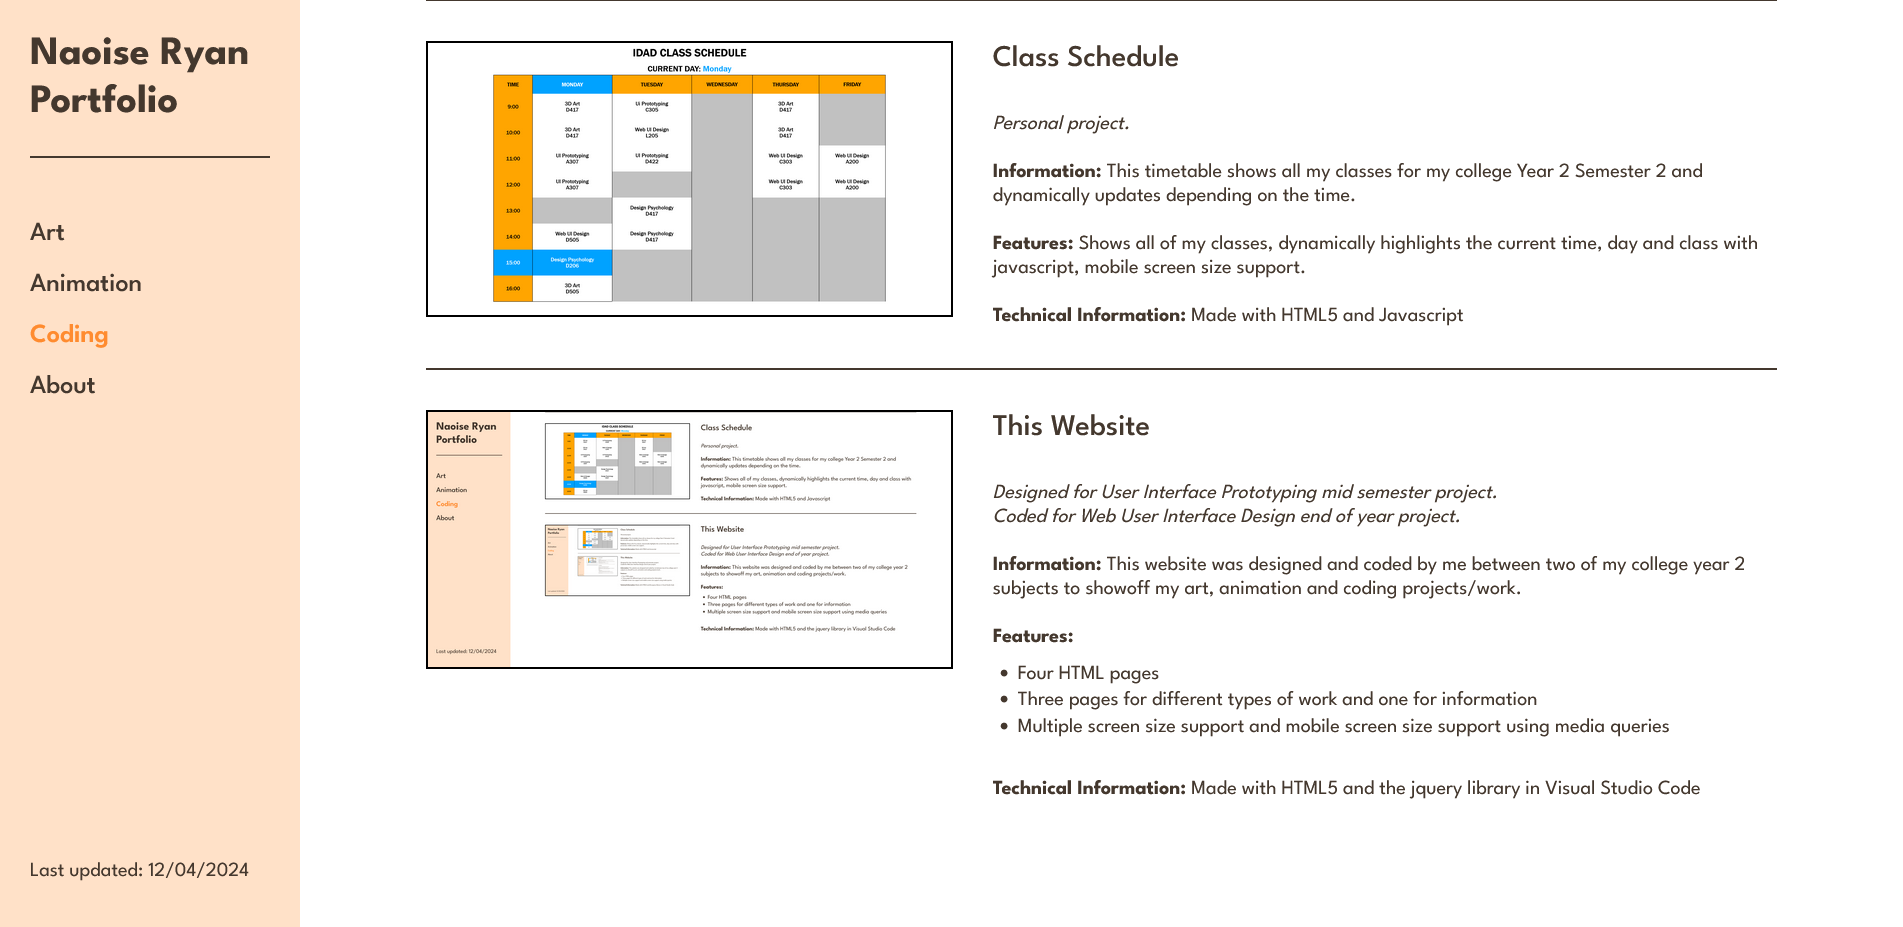 Naoise Ryan
Portfolio
Art
Animation
Coding
About
Last updated: 12/04/2024
IDAD CLASS SCHEDULE
CURRENT DAY: Monday
TIME MONDAY TUESDAY WEDNESDAY THURSDAY FRIDAY
9:00 3D Art D417 Ui Prototyping C305 3D Art D417
10:00 3D Art D417 Web UI Design L205 3D Art D417
11:00 UI Prototyping A307 UI Prototyping D422 Web UI Design C303 Web UI Design A200
12:00 UI Prototyping A307 Web UI Design C303 Web UI Design A200
13:00 Design Psychology D417
14:00 Web UI Design D505 Design Psychology D417
15:00 Design Psychology D206
16:00 3D Art D505
Class Schedule
Personal project.
Information: This timetable shows all my classes for my college Year 2 Semester 2 and
dynamically updates depending on the time.
Features: Shows all of my classes, dynamically highlights the current time, day and class with
javascript, mobile screen size support.
Technical Information: Made with HTML5 and Javascript
Naoise Ryan
Portfolio
Art
Animation
Coding
About
Last updated: 12/04/2024
IDAD CLASS SCHEDULE
Class Schedule
Personal project.
Information: This timetable shows all my classes for my college Year 2 Semester 2 and
dynamically updates depending on the time.
Features: Shows all of my classes, dynamically highlights the current time, day and class with
javascript, mobile screen size support.
Technical Information: Made with HTML5 and Javascript
Naoise Ryan
Portfolio
This Website
Designed for User Interface Prototyping mid semester project.
Coded for Web User Interface Design end of year project.
Information: This website was designed and coded by me between two of my college year 2
subjects to showoff my art, animation and coding projects/work.
Features:
• Four HTML pages
• Three pages for different types of work and one for information
• Multiple screen size support and mobile screen size support using media queries
Technical Information: Made with HTML5 and the jquery library in Visual Studio Code
This Website
Designed for User Interface Prototyping mid semester project.
Coded for Web User Interface Design end of year project.
Information: This website was designed and coded by me between two of my college year 2
subjects to showoff my art, animation and coding projects/work.
Features:
• Four HTML pages
• Three pages for different types of work and one for information
• Multiple screen size support and mobile screen size support using media queries
Technical Information: Made with HTML5 and the jquery library in Visual Studio Code